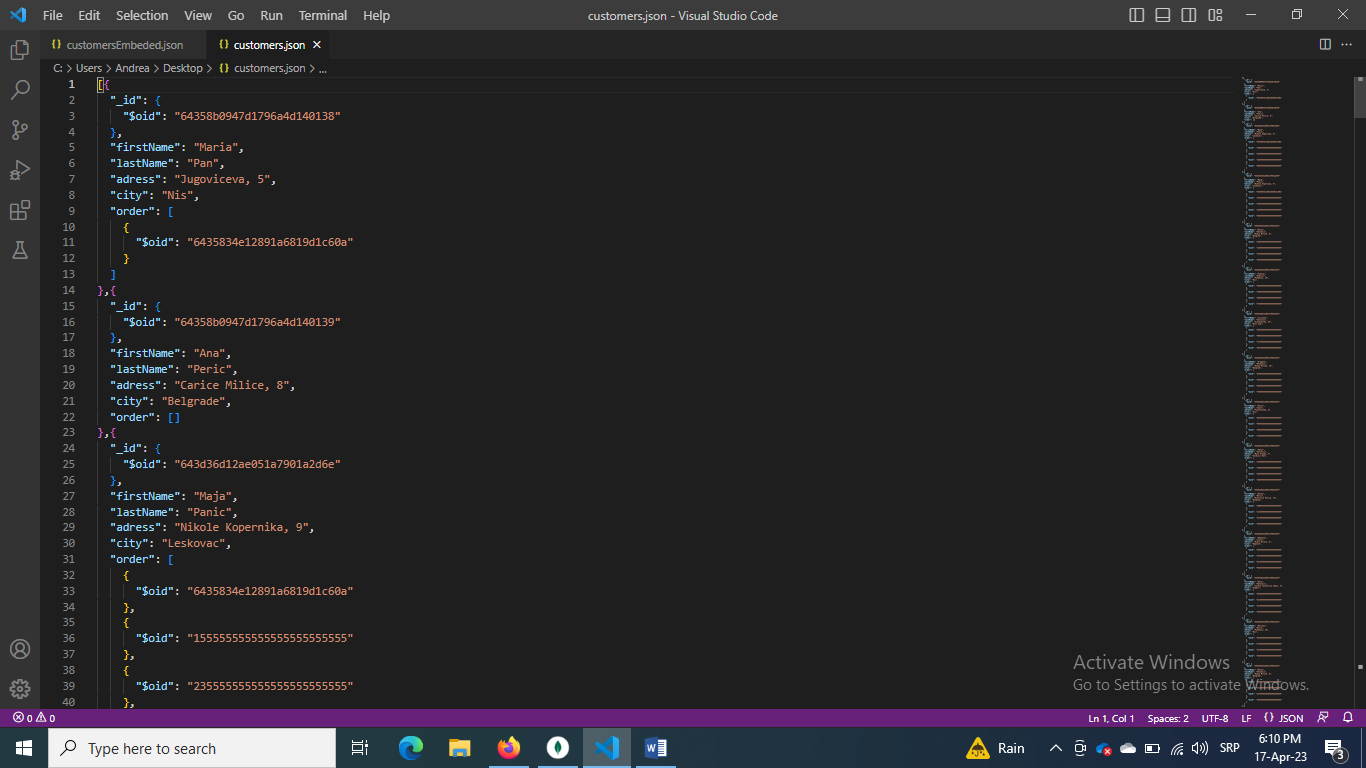 File Edit Selection View Go Run Terminal Help customers.json - Visual Studio Code
customersEmbeded.json customers.json
C: > Users > Andrea > Desktop > {} customers.json > ...
1 [{
2 "_id": {
3 "$oid": "64358b0947d1796a4d140138"
4 },
5 "firstName": "Maria",
6 "lastName": "Pan",
7 "adress": "Jugoviceva, 5",
8 "city": "Nis",
9 "order": [
10 {
11 "$oid": "6435834e12891a6819d1c60a"
12 }
13 ]
14 },{
15 "_id": {
16 "$oid": "64358b0947d1796a4d140139"
17 },
18 "firstName": "Ana",
19 "lastName": "Peric",
20 "adress": "Carice Milice, 8",
21 "city": "Belgrade",
22 "order": []
23 },{
24 "_id": {
25 "$oid": "643d36d12ae051a7901a2d6e"
26 },
27 "firstName": "Maja",
28 "lastName": "Panic",
29 "adress": "Nikole Kopernika, 9",
30 "city": "Leskovac",
31 "order": [
32 {
33 "$oid": "6435834e12891a6819d1c60a"
34 },
35 {
36 "$oid": "155555555555555555555555"
37 },
38 {
39 "$oid": "235555555555555555555555"
40 },
Activate Windows
Go to Settings to activate Windows.
0 0 Ln 1, Col 1 Spaces: 2 UTF-8 LF {} JSON
Type here to search Rain SRP 6:10 PM
17-Apr-23 3